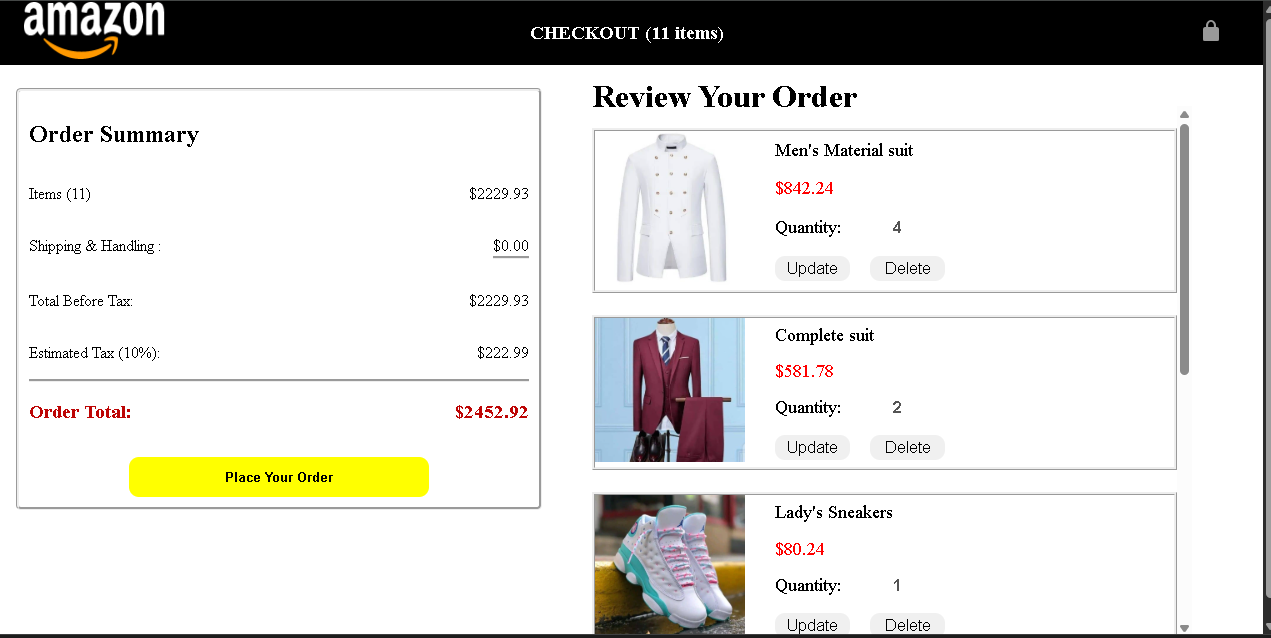 amazon
CHECKOUT (11 items)
Order Summary
Items (11) $2229.93
Shipping & Handling : $0.00
Total Before Tax: $2229.93
Estimated Tax (10%): $222.99
Order Total: $2452.92
Place Your Order
Review Your Order
Men's Material suit
$842.24
Quantity: 4
Update Delete
Complete suit
$581.78
Quantity: 2
Update Delete
Lady's Sneakers
$80.24
Quantity: 1
Update Delete